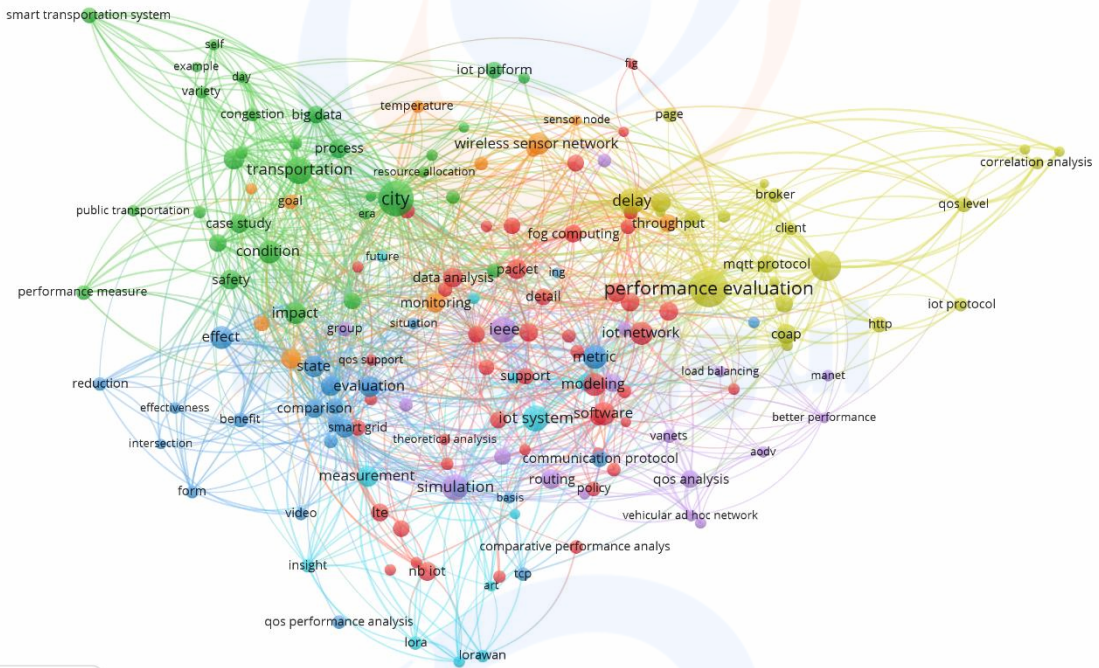 smart transportation system
self
example
day
variety
iot platform
fig
congestion
big data
temperature
sensor node
page
process
wireless sensor network
transportation
resource allocation
correlation analysis
goal
city
era
delay
broker
qos level
public transportation
case study
throughput
client
fog computing
condition
future
safety
data analysis
packet
ing
mqtt protocol
performance measure
monitoring
detail
performance evaluation
iot protocol
impact
group
situation
ieee
iot network
http
effect
coap
state
qos support
metric
load balancing
manet
reduction
evaluation
support
modeling
effectiveness
benefit
comparison
smart grid
iot system
software
better performance
intersection
theoretical analysis
vanets
aodv
communication protocol
measurement
simulation
routing
policy
qos analysis
form
basis
video
lte
vehicular ad hoc network
comparative performance analys
insight
nb iot
art
tcp
qos performance analysis
lora
lorawan